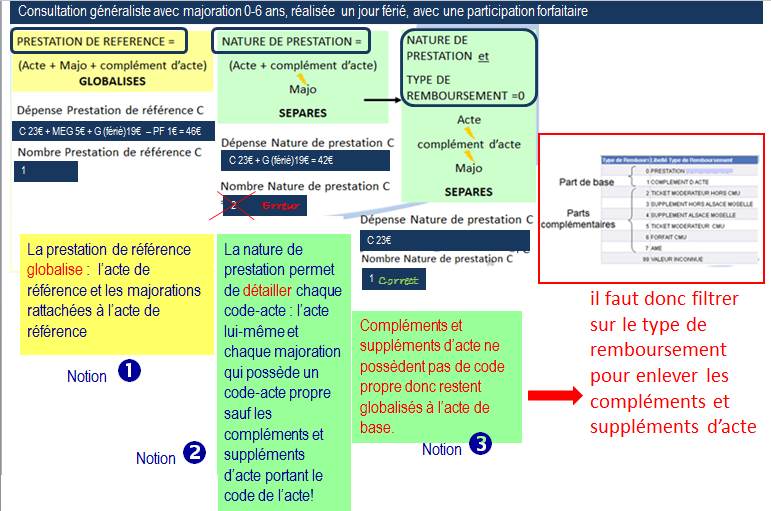 Consultation généraliste avec majoration 0-6 ans, réalisée un jour férié, avec une participation forfaitaire
PRESTATION DE REFERENCE =
(Acte + Majo + complément d'acte)
GLOBALISES
Dépense Prestation de référence C
C 23€ + MEG 5€ + G (férié)19€ – PF 1€ = 46€
Nombre Prestation de référence C
1
La prestation de référence
globalise : l'acte de
référence et les majorations
rattachées à l'acte de
référence
Notion 1
NATURE DE PRESTATION =
(Acte + complément d'acte)
Majo
SEPARES
Dépense Nature de prestation C
C 23€ + G (férié)19€ = 42€
Nombre Nature de prestation C
2 Erreur
La nature de
prestation permet
de détailler chaque
code-acte : l'acte
lui-même et
chaque majoration
qui possède un
code-acte propre
sauf les
compléments et
suppléments
d'acte portant le
code de l'acte!
Notion 2
NATURE DE
PRESTATION et
TYPE DE
REMBOURSEMENT =0
Acte
complément d'acte
Majo
SEPARES
Dépense Nature de prestation C
C 23€
Nombre Nature de prestation C
1 Correct
Compléments et
suppléments d'acte ne
possèdent pas de code
propre donc restent
globalisés à l'acte de
base.
Notion 3
Type de Rembours Libellé Type de Remboursement
0 PRESTATION
1 COMPLEMENT D ACTE
2 TICKET MODERATEUR HORS CMU
3 SUPPLEMENT HORS ALSACE MOSELLE
4 SUPPLEMENT ALSACE MOSELLE
5 TICKET MODERATEUR CMU
6 FORFAIT CMU
7 AME
99 VALEUR INCONNUE
Part de base
Parts
complémentaires
il faut donc filtrer
sur le type de
remboursement
pour enlever les
compléments et
suppléments d'acte